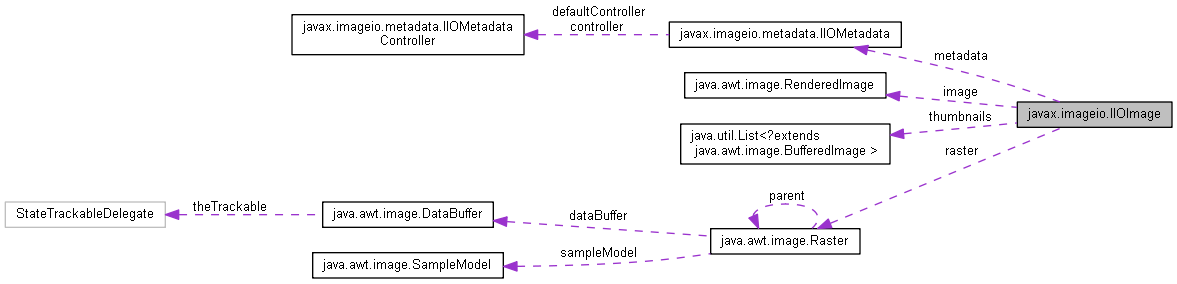 defaultController
controller
javax.imageio.metadata.IIOMetadata
Controller
javax.imageio.metadata.IIOMetadata
metadata
java.awt.image.RenderedImage
image
javax.imageio.IIOImage
thumbnails
java.util.List<?extends
java.awt.image.BufferedImage >
raster
parent
StateTrackableDelegate
theTrackable
java.awt.image.DataBuffer
dataBuffer
java.awt.image.Raster
sampleModel
java.awt.image.SampleModel